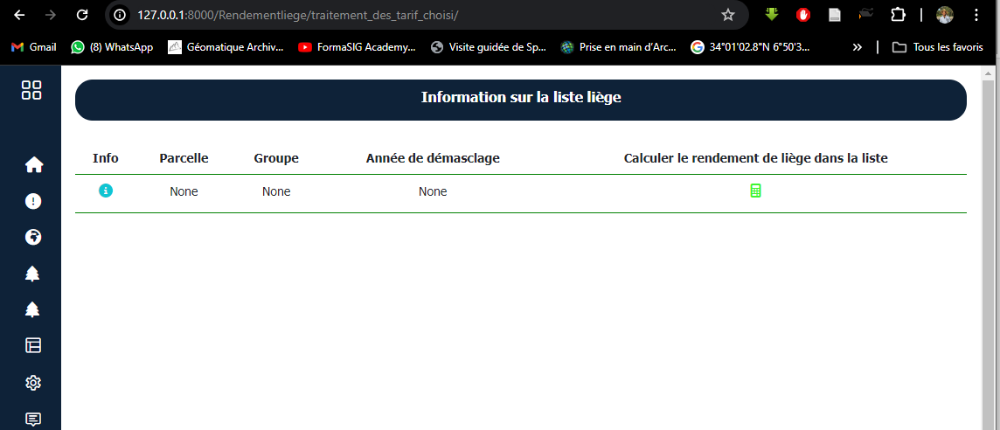 127.0.0.1:8000/Rendementliege/traitement_des_tarif_choisi/
Gmail (8) WhatsApp Géomatique Archiv... FormaSIG Academy... Visite guidée de Sp... Prise en main d'Arc... 34°01'02.8"N 6°50'3... » Tous les favoris
Information sur la liste liège
Info Parcelle Groupe Année de démasclage Calculer le rendement de liège dans la liste
None None None